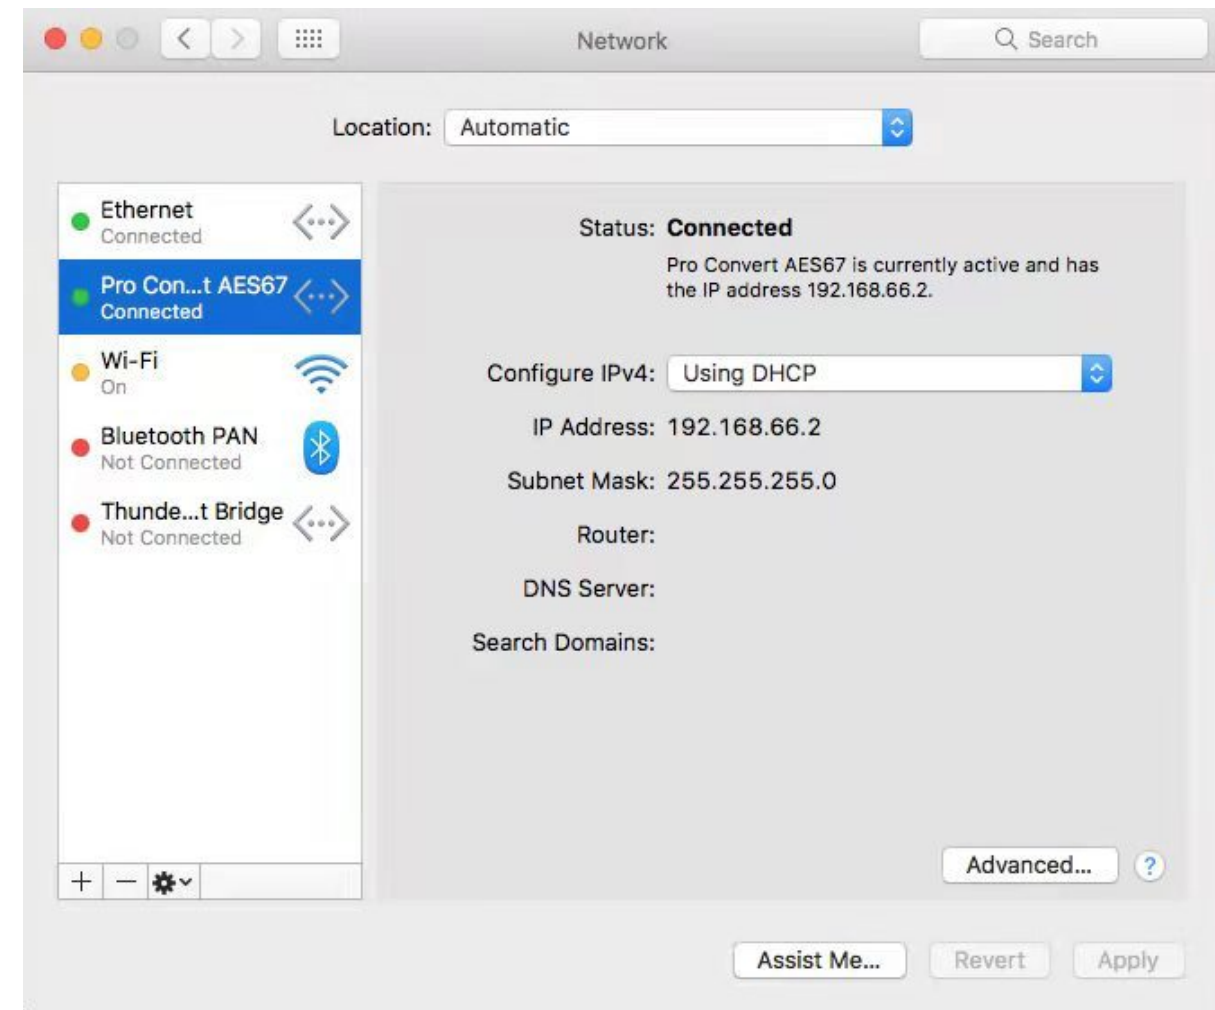 Network
Search
Location: Automatic
Ethernet
Connected
Pro Con...t AES67
Connected
Wi-Fi
On
Bluetooth PAN
Not Connected
Thunde...t Bridge
Not Connected
Status: Connected
Pro Convert AES67 is currently active and has
the IP address 192.168.66.2.
Configure IPv4: Using DHCP
IP Address: 192.168.66.2
Subnet Mask: 255.255.255.0
Router:
DNS Server:
Search Domains:
Advanced... ?
Assist Me... Revert Apply